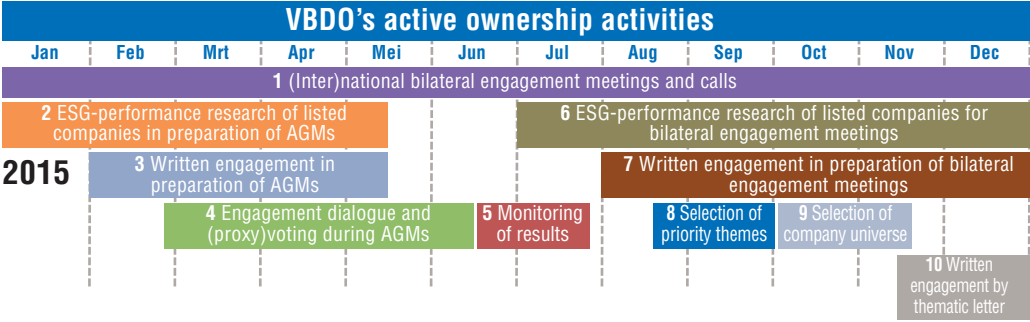 VBDO's active ownership activities
Jan Feb Mrt Apr Mei Jun Jul Aug Sep Oct Nov Dec
1 (Inter)national bilateral engagement meetings and calls
2 ESG-performance research of listed
companies in preparation of AGMs
6 ESG-performance research of listed companies for
bilateral engagement meetings
2015
3 Written engagement in
preparation of AGMs
7 Written engagement in preparation of bilateral
engagement meetings
4 Engagement dialogue and
(proxy)voting during AGMs
5 Monitoring
of results
8 Selection of
priority themes
9 Selection of
company universe
10 Written
engagement by
thematic letter